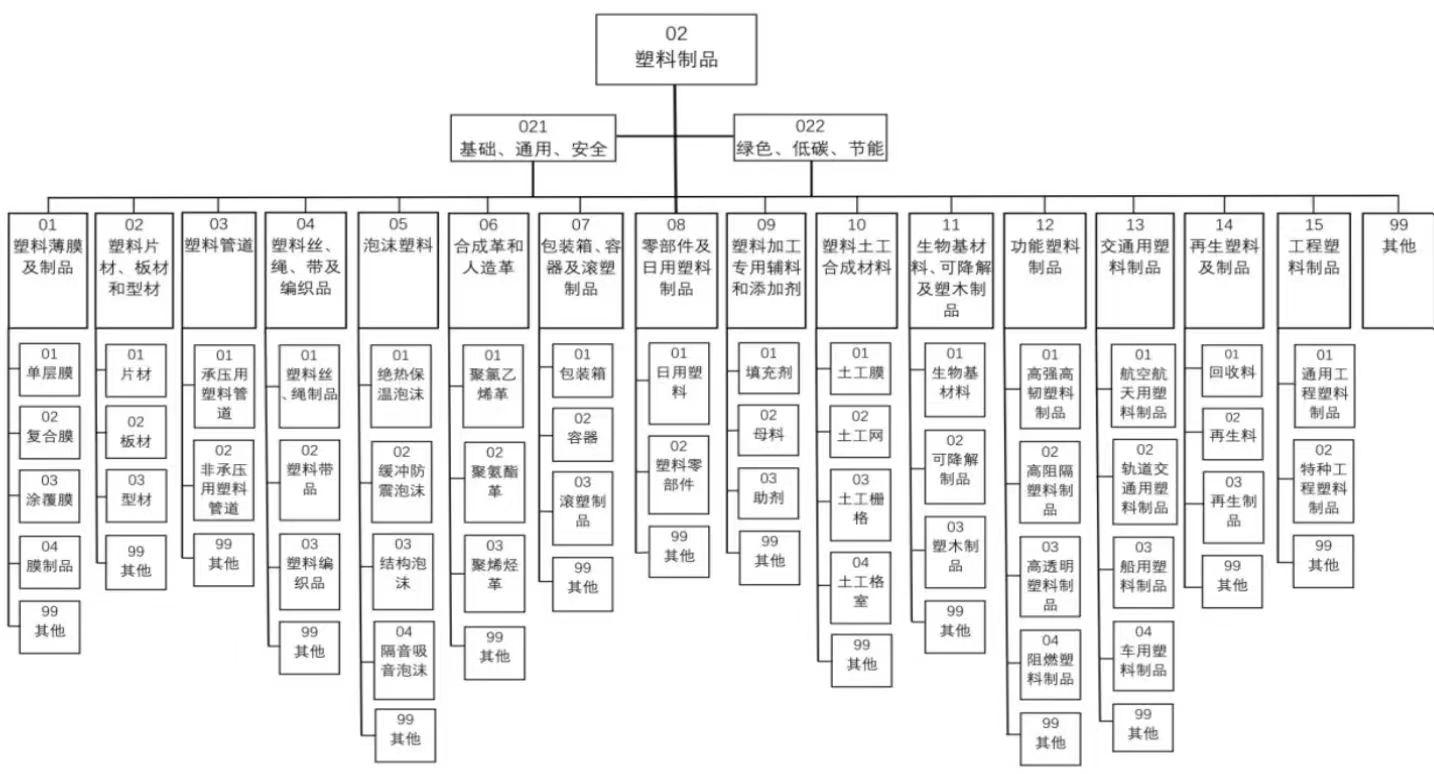 02
塑料制品
021
基础、通用、安全
022
绿色、低碳、节能
01
塑料薄膜
及制品
02
塑料片
材、板材
和型材
03
塑料管道
04
塑料丝、
绳、带及
编织品
05
泡沫塑料
06
合成革和
人造革
07
包装箱、容
器及滚塑
制品
08
零部件及
日用塑料
制品
09
塑料加工
专用辅料
和添加剂
10
塑料土工
合成材料
11
生物基材
料、可降解
及塑木制
品
12
功能塑料
制品
13
交通用塑
料制品
14
再生塑料
及制品
15
工程塑
料制品
99
其他
01
单层膜
02
复合膜
03
涂覆膜
04
膜制品
99
其他
01
片材
02
板材
03
型材
99
其他
01
承压用
塑料管
道
02
非承压
用塑料
管道
99
其他
01
塑料丝
、绳制品
02
塑料带
品
03
塑料编
织品
99
其他
01
绝热保
温泡沫
02
缓冲防
震泡沫
03
结构泡
沫
04
隔音吸
音泡沫
99
其他
01
聚氯乙
烯革
02
聚氨酯
革
03
聚烯烃
革
99
其他
01
包装箱
02
容器
03
滚塑制
品
99
其他
01
日用塑
料
02
塑料零
部件
99
其他
01
填充剂
02
母料
03
助剂
99
其他
01
土工膜
02
土工网
03
土工栅
格
04
土工格
室
99
其他
01
生物基
材料
02
可降解
制品
03
塑木制
品
99
其他
01
高强高
韧塑料
制品
02
高阻隔
塑料制
品
03
高透明
塑料制
品
04
阻燃塑
料制品
99
其他
01
航空航
天用塑
料制品
02
轨道交
通用塑
料制品
03
船用塑
料制品
04
车用塑
料制品
99
其他
01
回收料
02
再生料
03
再生制
品
99
其他
01
通用工
程塑料
制品
02
特种工
程塑料
制品
99
其他